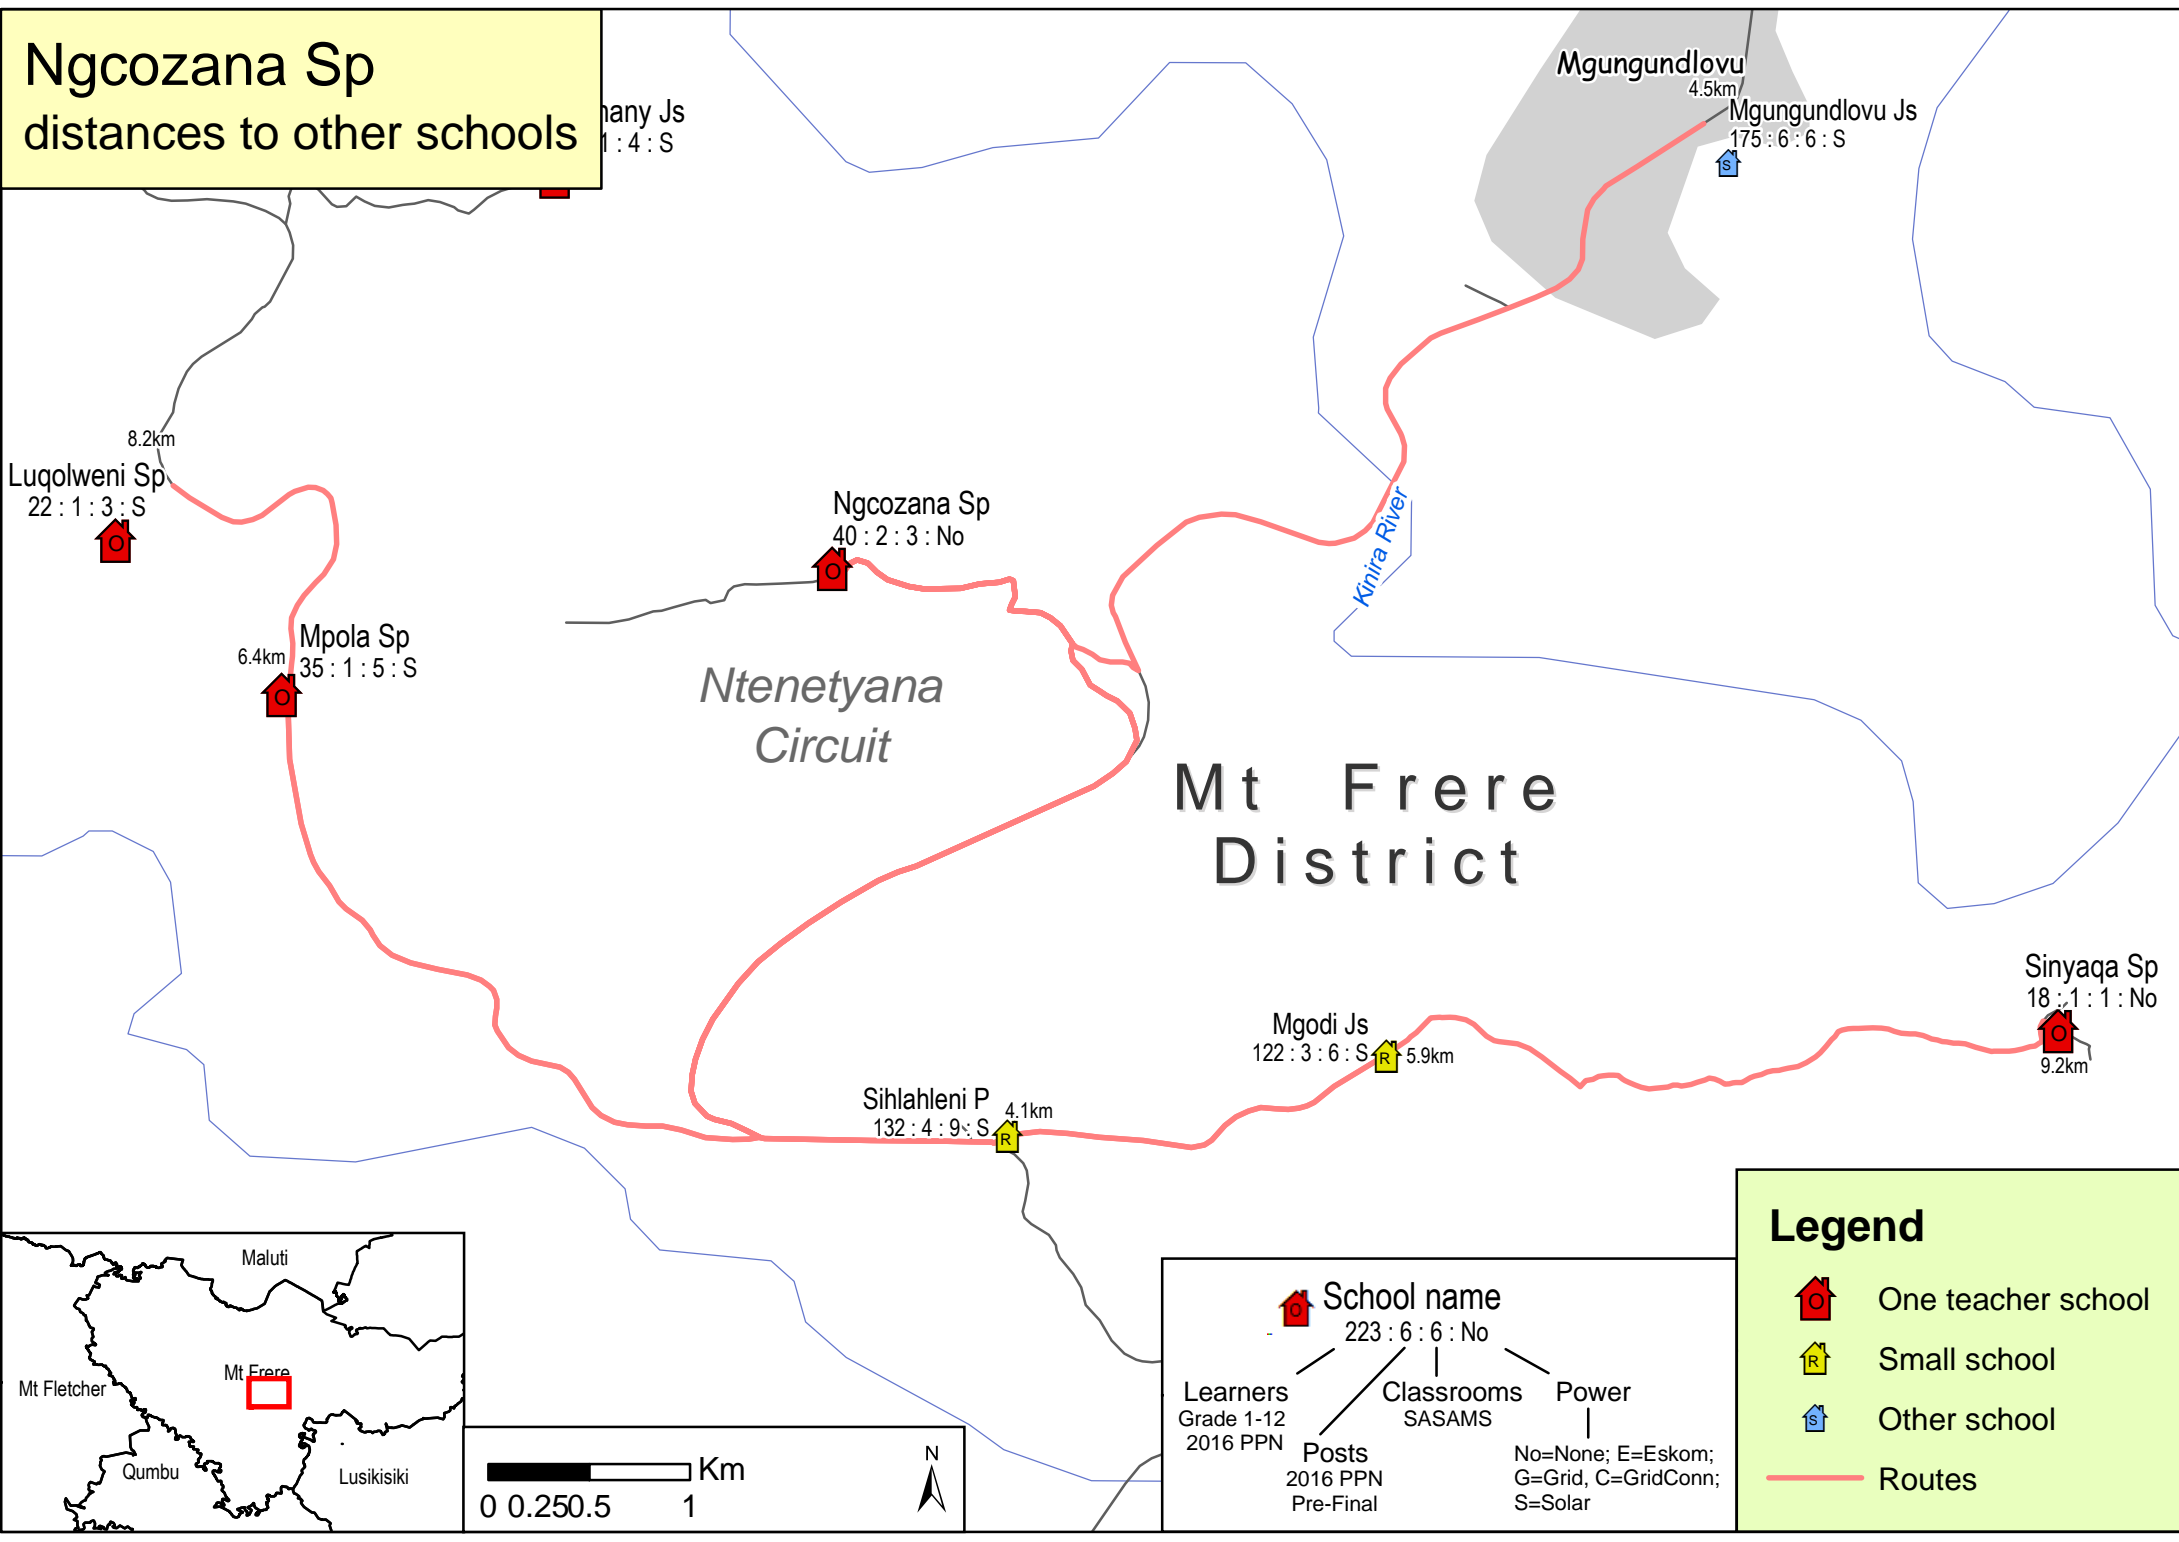 Ngcozana Sp
distances to other schools
4 : S
Mgungundlovu
4.5km
Mgungundlovu Js
175 : 6 : 6 : S
S
8.2km
Luqolweni Sp
22 : 1 : 3 : S
O
Ngcozana Sp
40 : 2 : 3 : No
O
Kinira River
Mpola Sp
6.4km
35 : 1 : 5 : S
O
Ntenetyana
Circuit
Mt Frere
District
Sinyaqa Sp
18 : 1 : 1 : No
O
9.2km
Mgodi Js
122 : 3 : 6 : S
R
5.9km
Sihlahleni P
4.1km
132 : 4 : 9 : S
R
Maluti
Mt Frere
Mt Fletcher
Qumbu
Lusikisiki
Km
0 0.25 0.5 1
N
O
School name
223 : 6 : 6 : No
Learners
Grade 1-12
2016 PPN
Posts
2016 PPN
Pre-Final
Classrooms
SASAMS
Power
No=None; E=Eskom;
G=Grid, C=GridConn;
S=Solar
Legend
O One teacher school
R Small school
S Other school
Routes